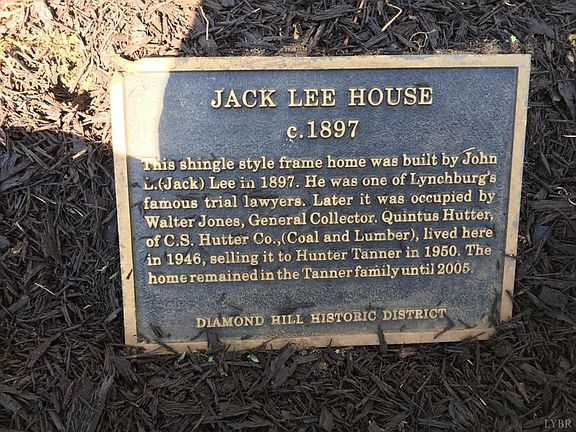 JACK LEE HOUSE
c.1897
This shingle style frame home was built by John
L.(Jack) Lee in 1897. He was one of Lynchburg's
famous trial lawyers. Later it was occupied by
Walter Jones, General Collector. Quintus Hutter,
of C.S. Hutter Co.,(Coal and Lumber), lived here
in 1946, selling it to Hunter Tanner in 1950. The
home remained in the Tanner family until 2005.
DIAMOND HILL HISTORIC DISTRICT
LYBR